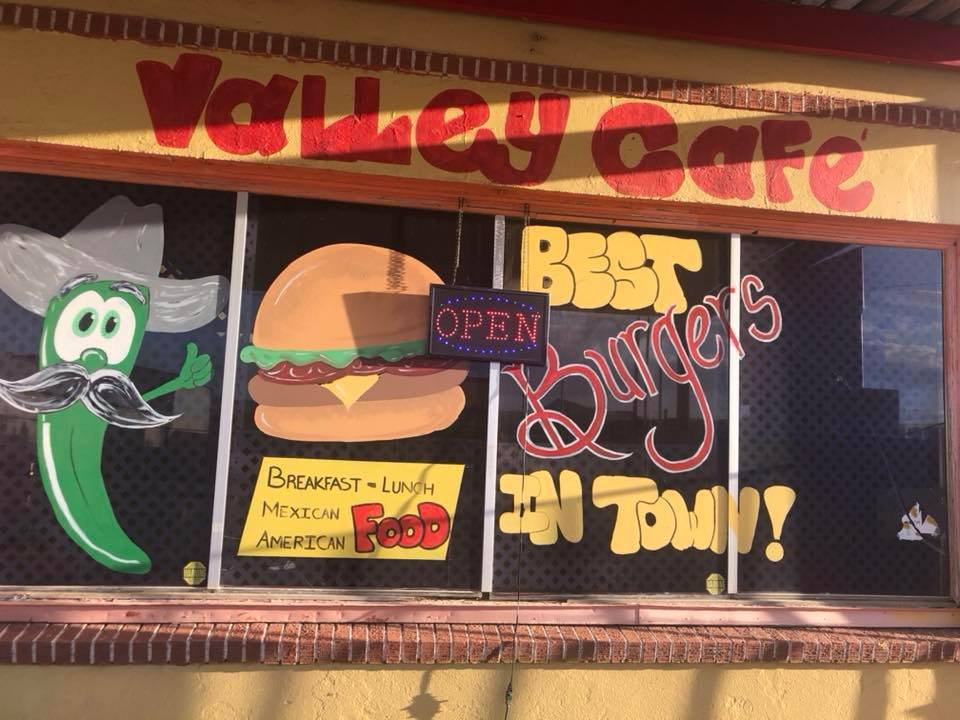 Valley Café
OPEN
BEST
Burgers
IN TOWN!
BREAKFAST - LUNCH
MEXICAN
AMERICAN FOOD